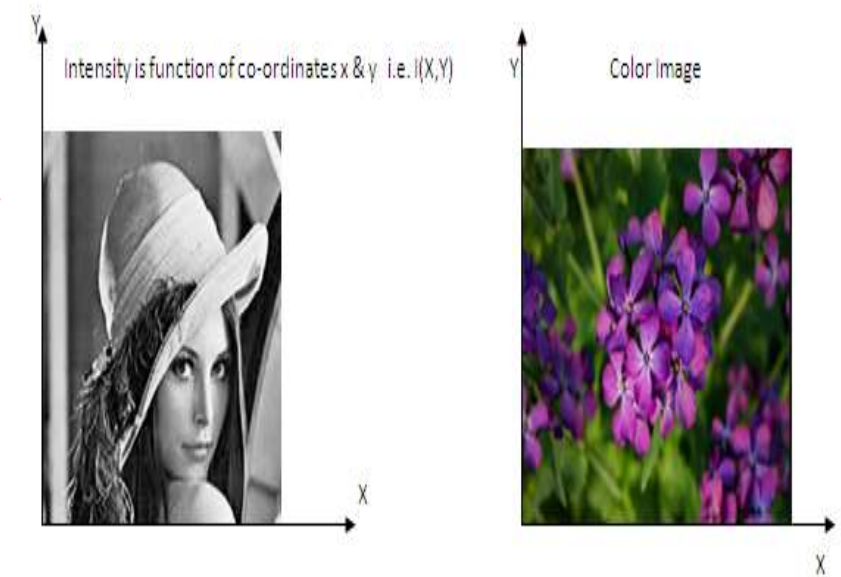 Y
Intensity is function of co-ordinates x & y i.e. I(X,Y)
X
Y
Color Image
X